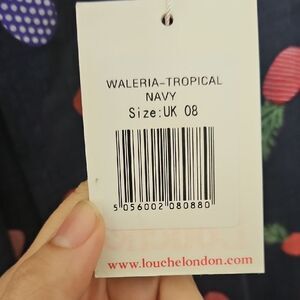 WALERIA-TROPICAL
NAVY
Size:UK 08
5 056002 080880
www.louchelondon.com